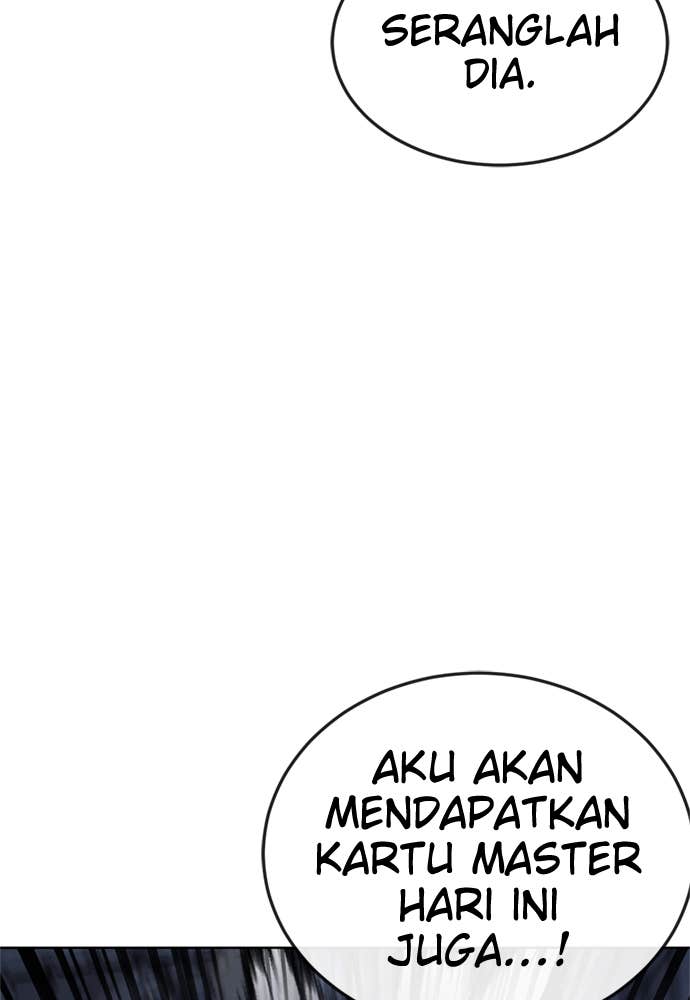 SERANGLAH
DIA.
AKU AKAN
MENDAPATKAN
KARTU MASTER
HARI INI
JUGA...!